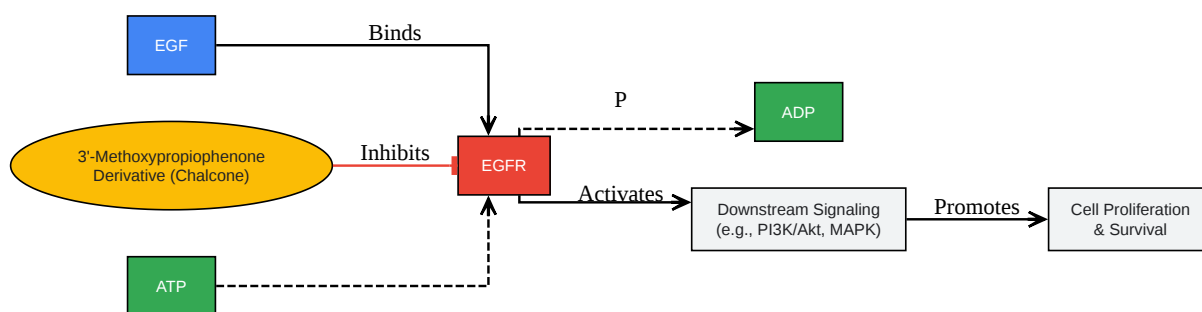 EGF
Binds
P
ADP
3'-Methoxypropiophenone
Derivative (Chalcone)
Inhibits
EGFR
Activates
Downstream Signaling
(e.g., PI3K/Akt, MAPK)
Promotes
Cell Proliferation
& Survival
ATP